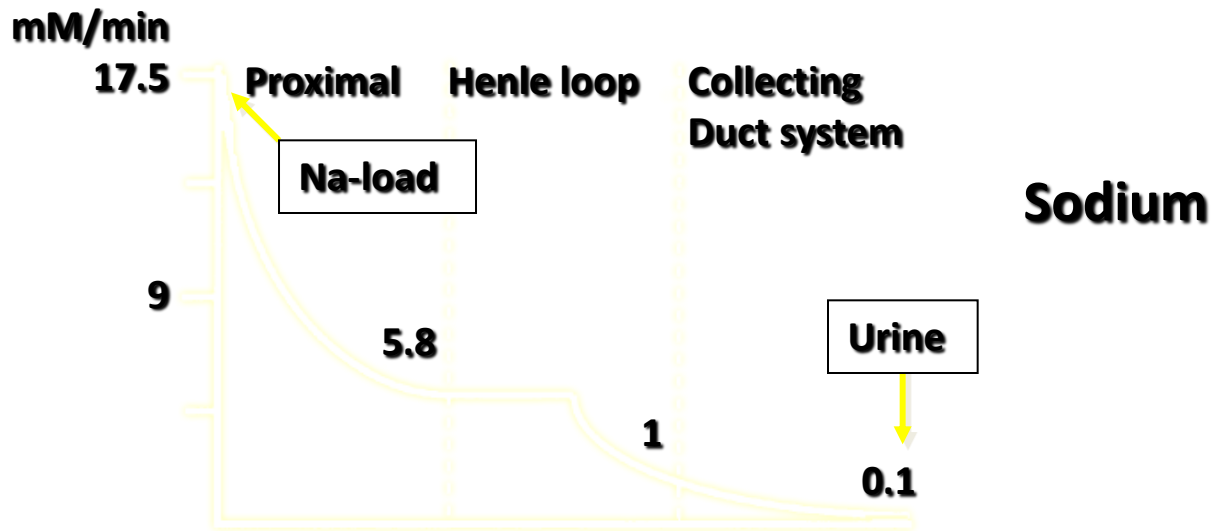 mM/min
17.5
Proximal
Henle loop
Collecting
Duct system
Na-load
Sodium
9
5.8
Urine
1
0.1